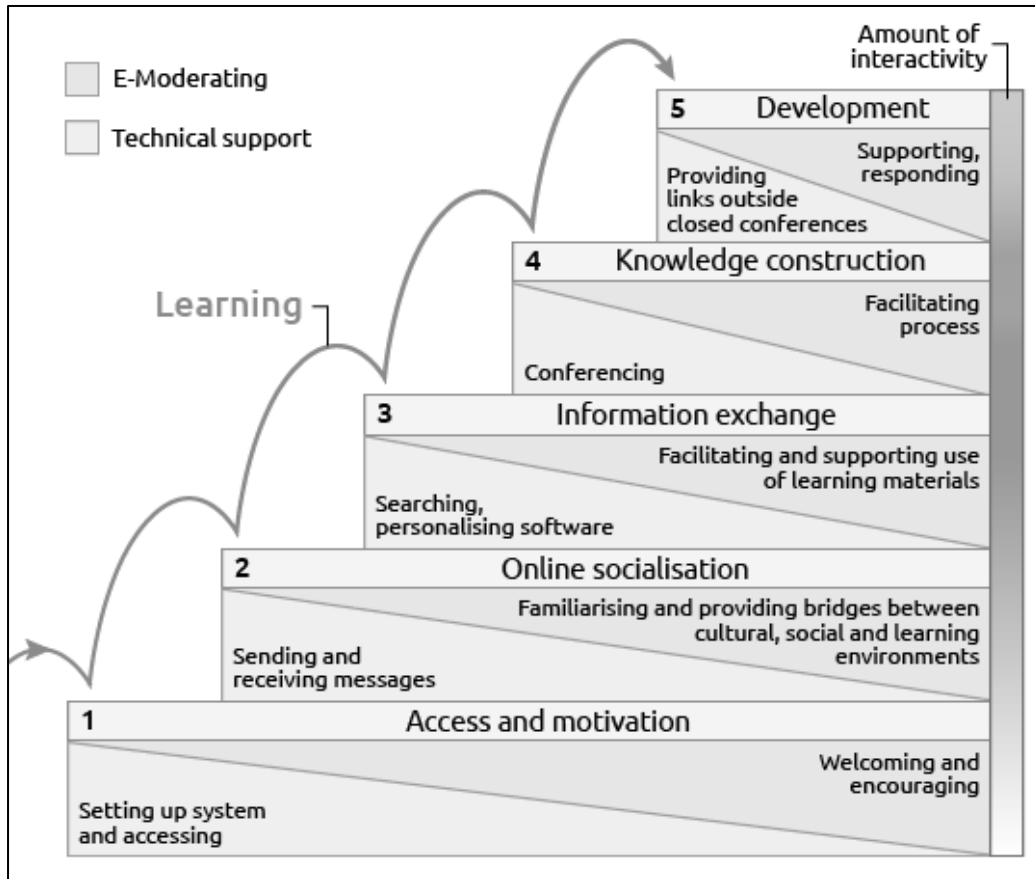 E-Moderating
Technical support
Amount of
interactivity
5 Development
Supporting,
responding
Providing
links outside
closed conferences
4 Knowledge construction
Facilitating
process
Conferencing
Learning
3 Information exchange
Facilitating and supporting use
of learning materials
Searching,
personalising software
2 Online socialisation
Familiarising and providing bridges between
cultural, social and learning
environments
Sending and
receiving messages
1 Access and motivation
Welcoming and
encouraging
Setting up system
and accessing